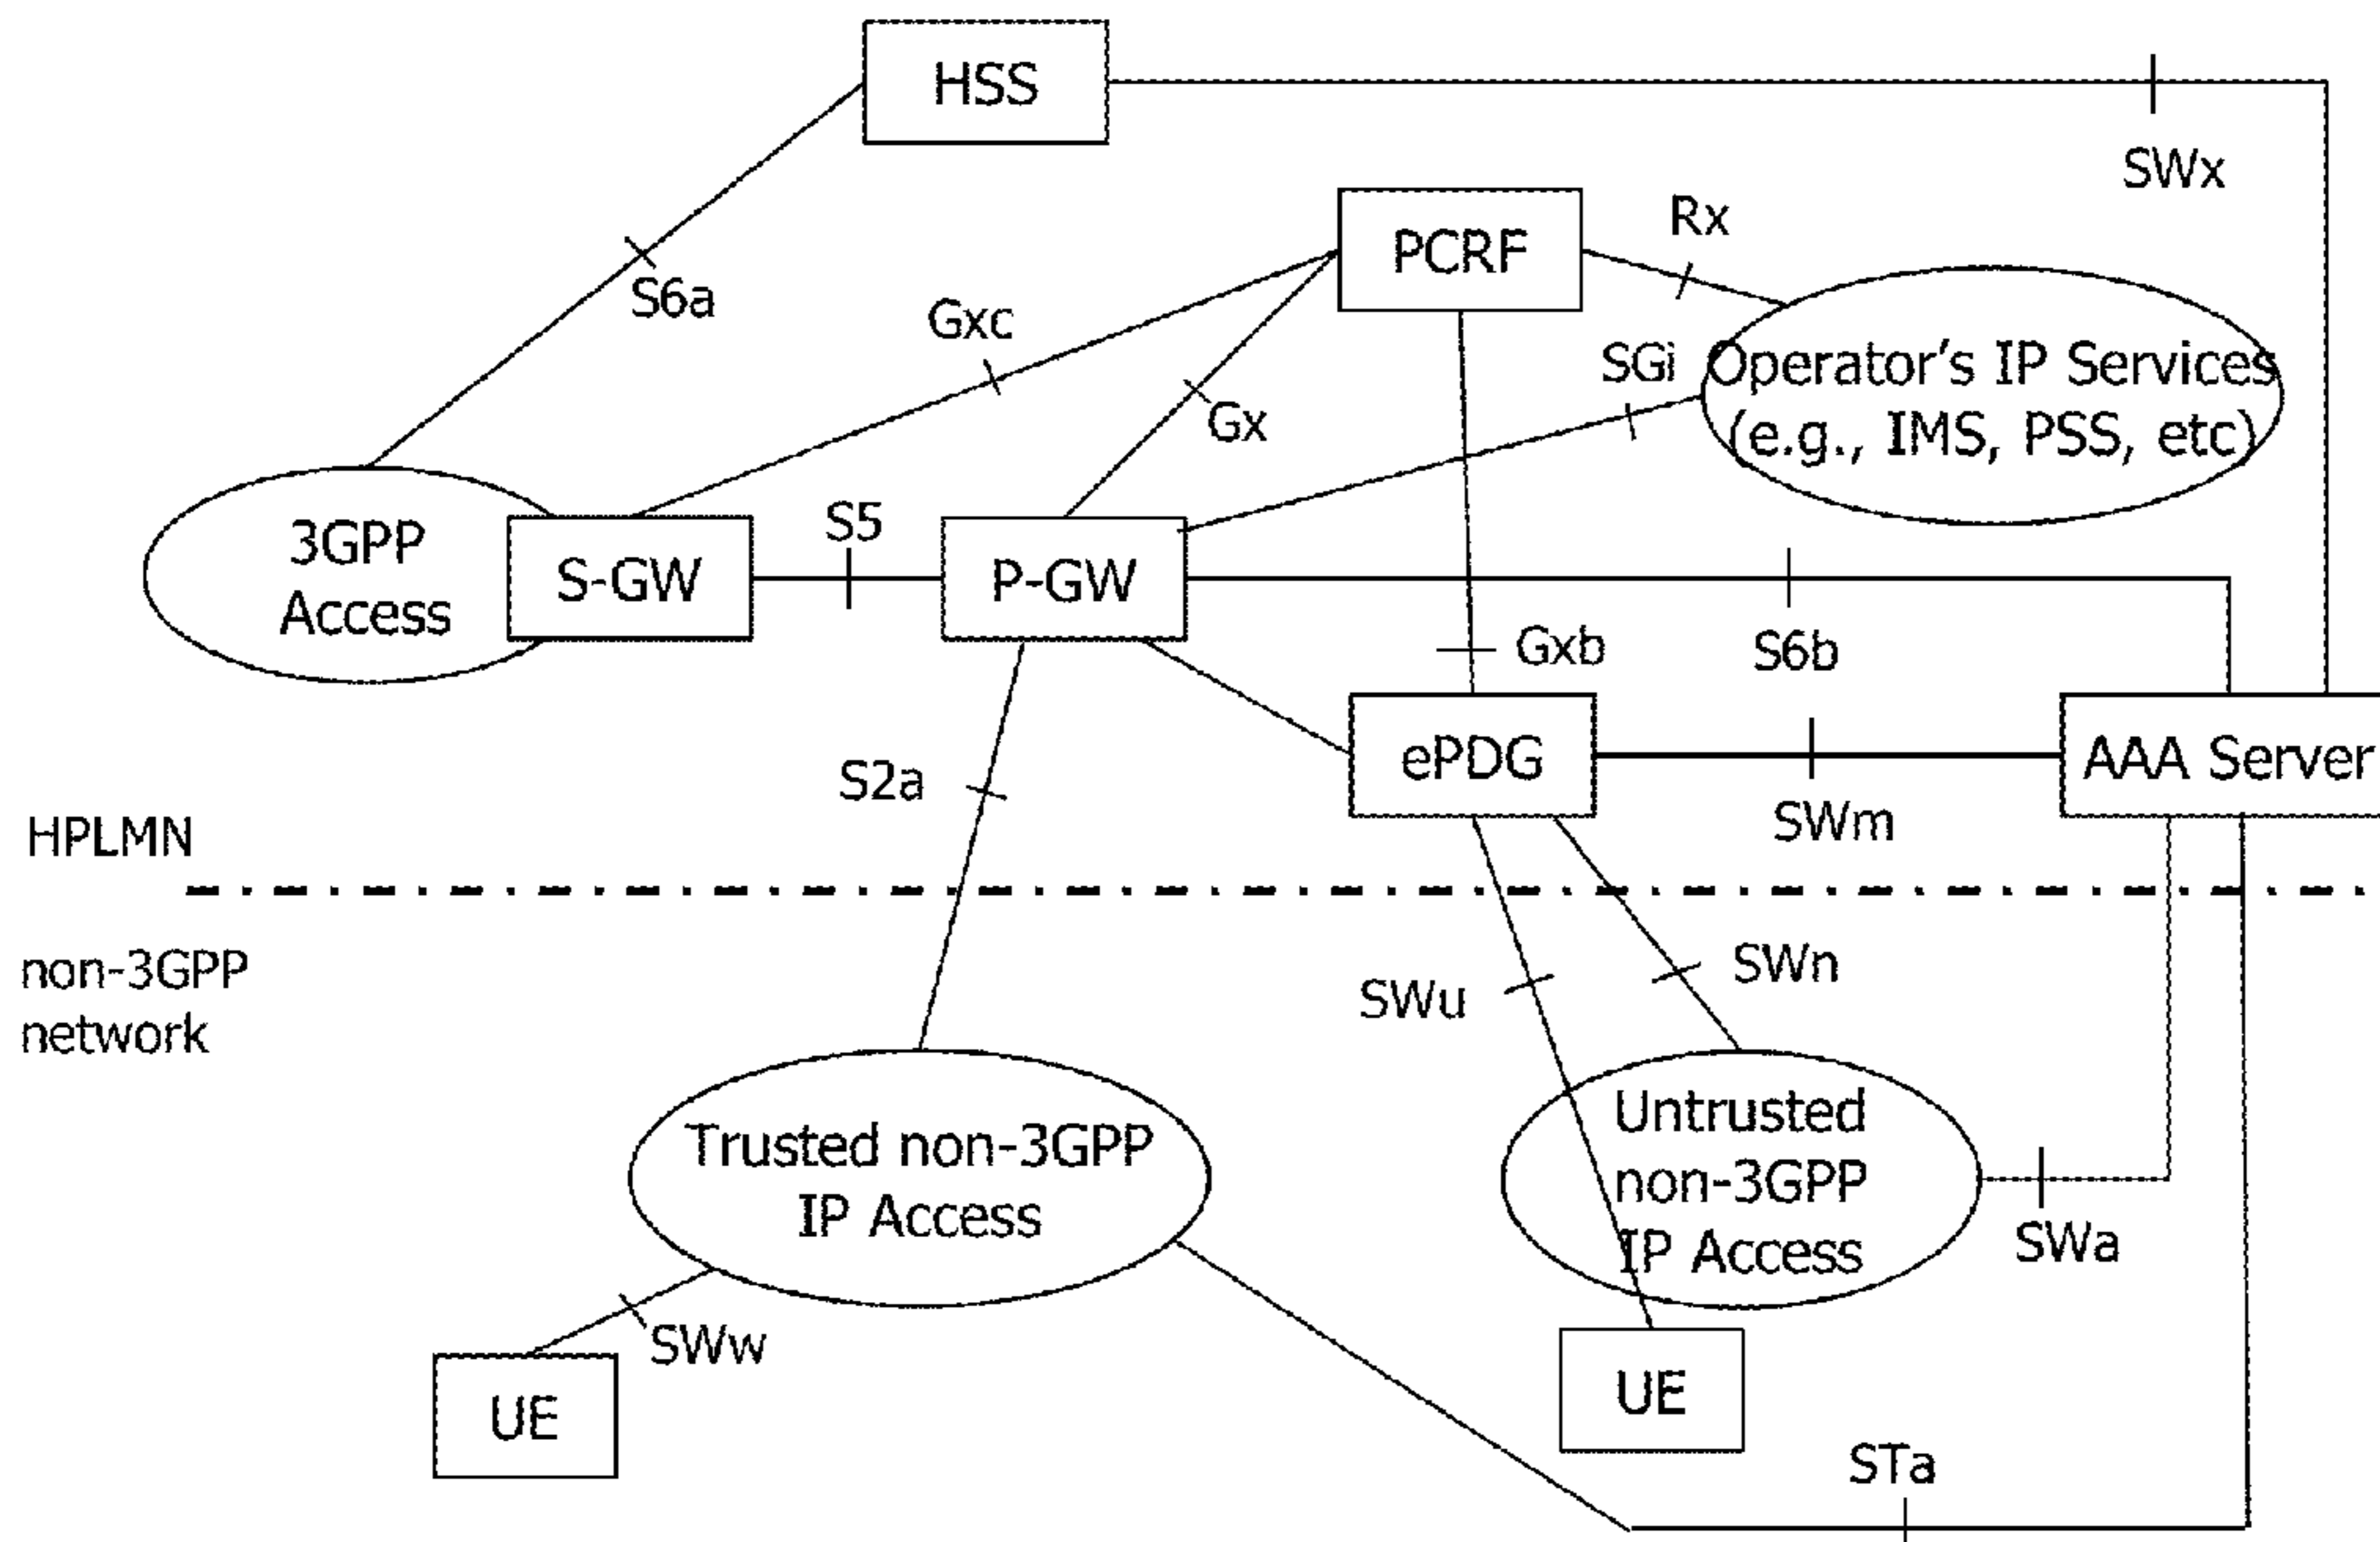 HSS
SWx
PCRF
Rx
S6a
Gxc
Gx
SGi
Operator's IP Services
(e.g., IMS, PSS, etc)
3GPP
Access
S-GW
S5
P-GW
Gxb
S6b
ePDG
AAA Server
S2a
SWm
HPLMN
non-3GPP
network
SWu
SWn
Trusted non-3GPP
IP Access
Untrusted
non-3GPP
IP Access
SWa
SWw
UE
UE
STa